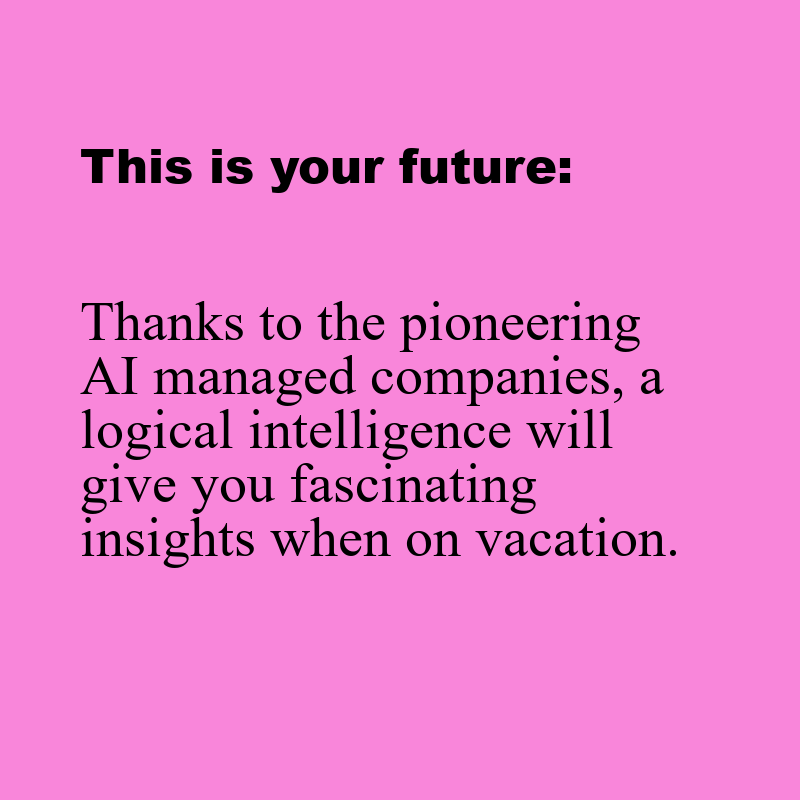 This is your future:
Thanks to the pioneering
AI managed companies, a
logical intelligence will
give you fascinating
insights when on vacation.